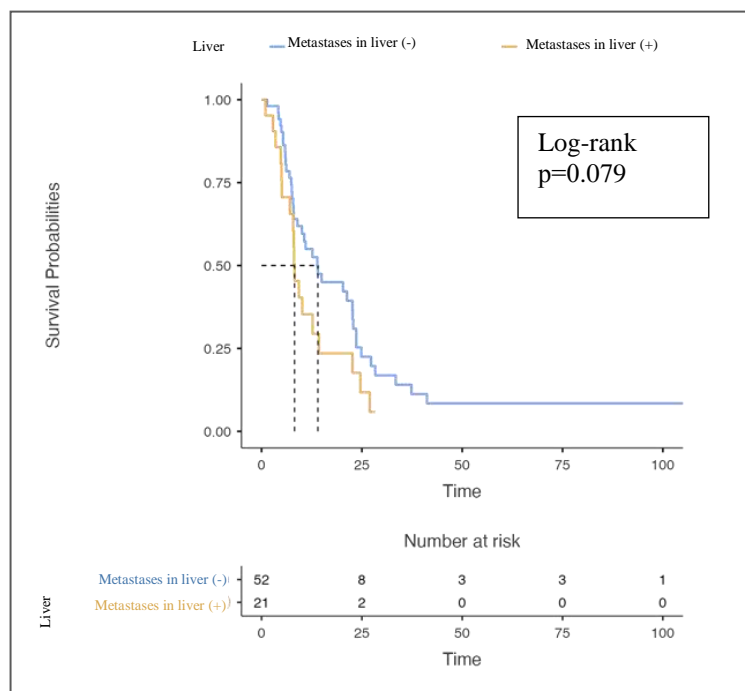 Liver Metastases in liver (-) Metastases in liver (+)
Log-rank
p=0.079
Survival Probabilities
1.00
0.75
0.50
0.25
0.00
0 25 50 75 100
Time
Number at risk
Liver
Metastases in liver (-) 52 8 3 3 1
Metastases in liver (+) 21 2 0 0 0
0 25 50 75 100
Time